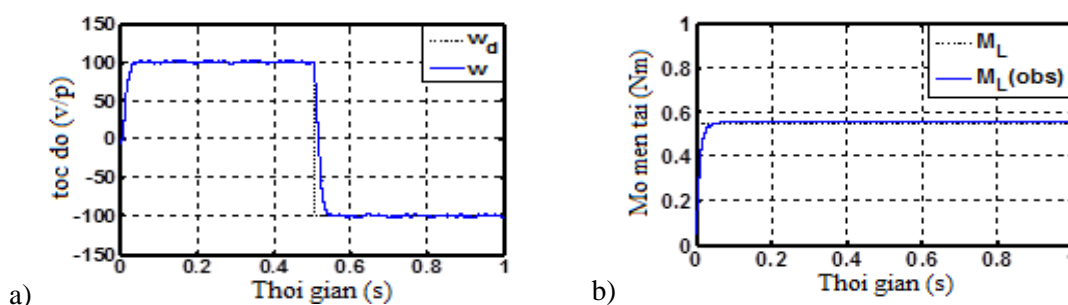 a)
toc do (v/p)
150
100
50
0
-50
-100
-150
w_d
w
0 0.2 0.4 0.6 0.8 1
Thoi gian (s)
b)
Mo men tai (Nm)
1
0.8
0.6
0.4
0.2
0
M_L
M_L(obs)
0 0.2 0.4 0.6 0.8 1
Thoi gian (s)